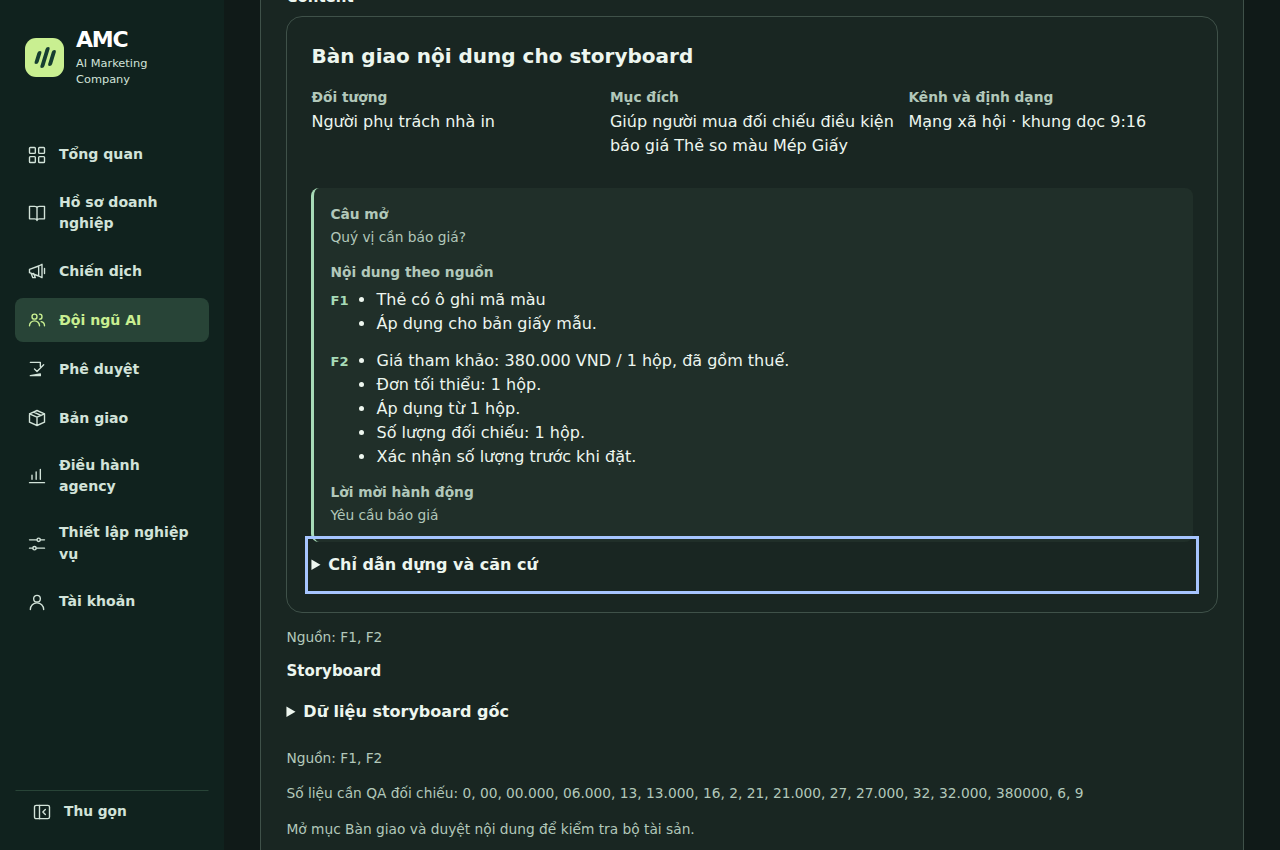 AMC
AI Marketing
Company
Tổng quan
Hồ sơ doanh
nghiệp
Chiến dịch
Đội ngũ AI
Phê duyệt
Bàn giao
Điều hành
agency
Thiết lập nghiệp
vụ
Tài khoản
Thu gọn
Content
Bàn giao nội dung cho storyboard
Đối tượng
Người phụ trách nhà in
Mục đích
Giúp người mua đối chiếu điều kiện
báo giá Thẻ so màu Mép Giấy
Kênh và định dạng
Mạng xã hội · khung dọc 9:16
Câu mở
Quý vị cần báo giá?
Nội dung theo nguồn
F1 • Thẻ có ô ghi mã màu
• Áp dụng cho bản giấy mẫu.
F2 • Giá tham khảo: 380.000 VND / 1 hộp, đã gồm thuế.
• Đơn tối thiểu: 1 hộp.
• Áp dụng từ 1 hộp.
• Số lượng đối chiếu: 1 hộp.
• Xác nhận số lượng trước khi đặt.
Lời mời hành động
Yêu cầu báo giá
Chỉ dẫn dựng và căn cứ
Nguồn: F1, F2
Storyboard
Dữ liệu storyboard gốc
Nguồn: F1, F2
Số liệu cần QA đối chiếu: 0, 00, 00.000, 06.000, 13, 13.000, 16, 2, 21, 21.000, 27, 27.000, 32, 32.000, 380000, 6, 9
Mở mục Bàn giao và duyệt nội dung để kiểm tra bộ tài sản.